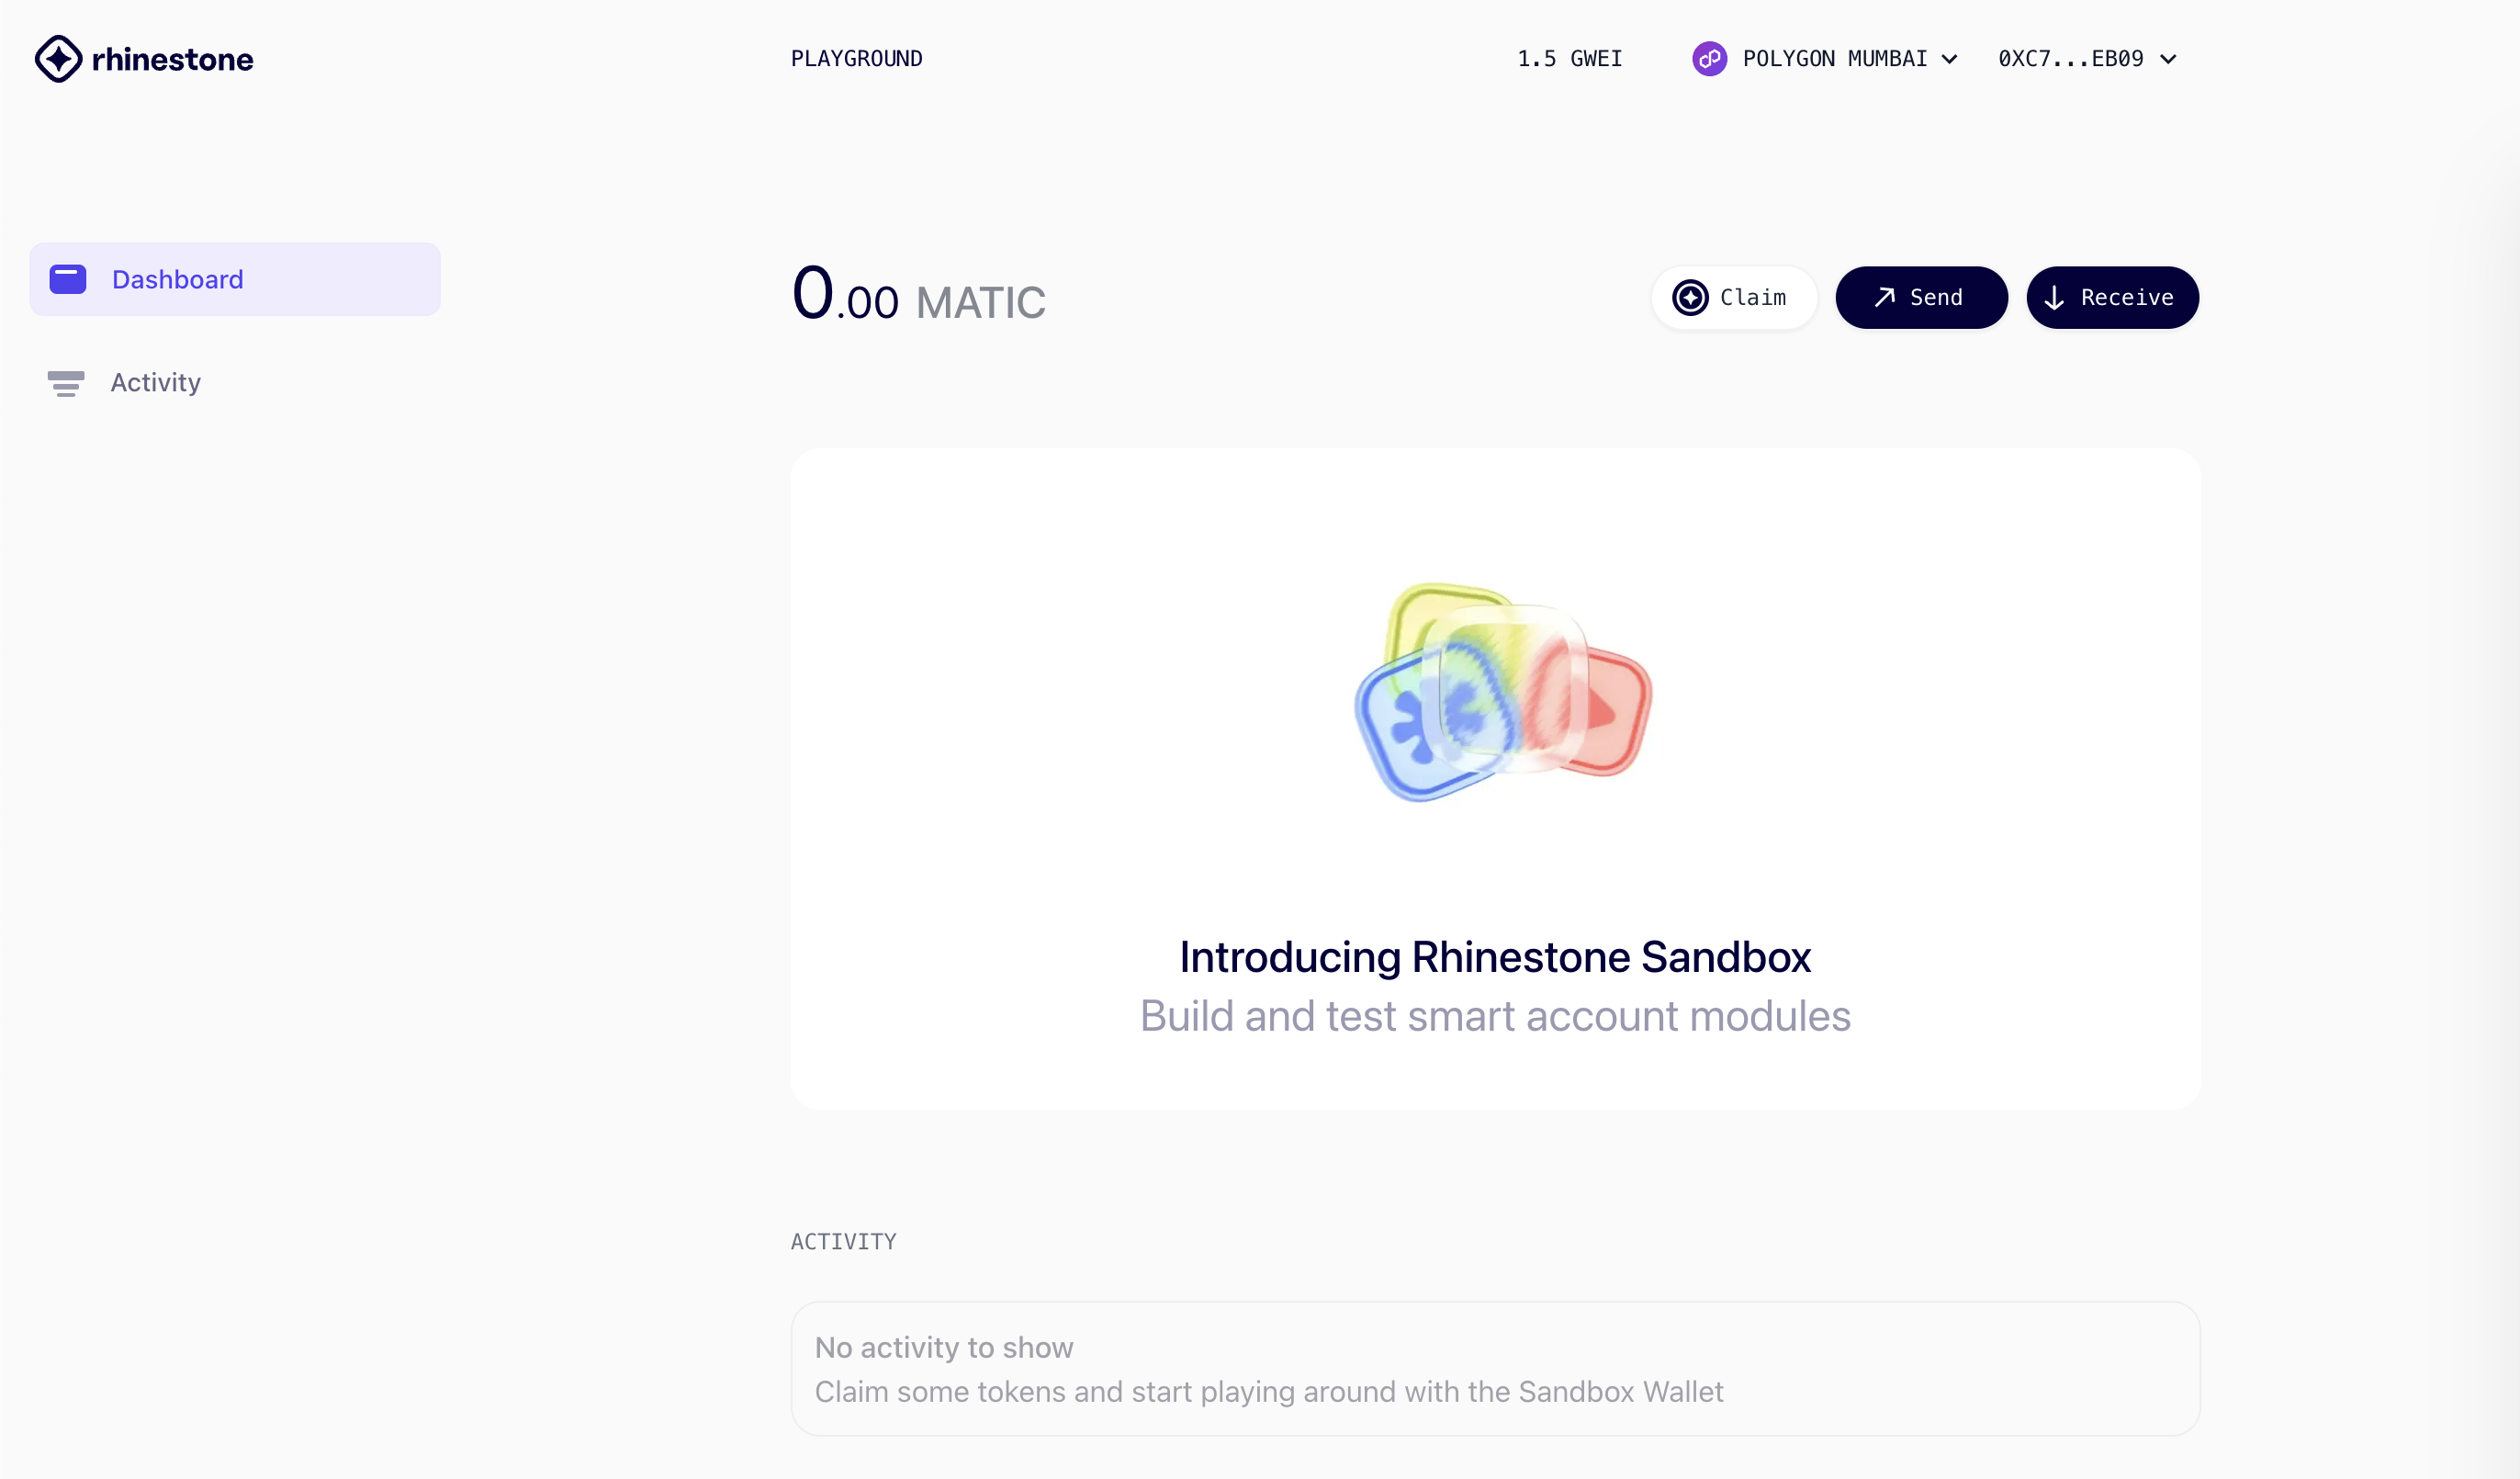 rhinestone
PLAYGROUND
1.5 GWEI
POLYGON MUMBAI
0XC7...EB09
Dashboard
Activity
0.00 MATIC
Claim
Send
Receive
Introducing Rhinestone Sandbox
Build and test smart account modules
ACTIVITY
No activity to show
Claim some tokens and start playing around with the Sandbox Wallet